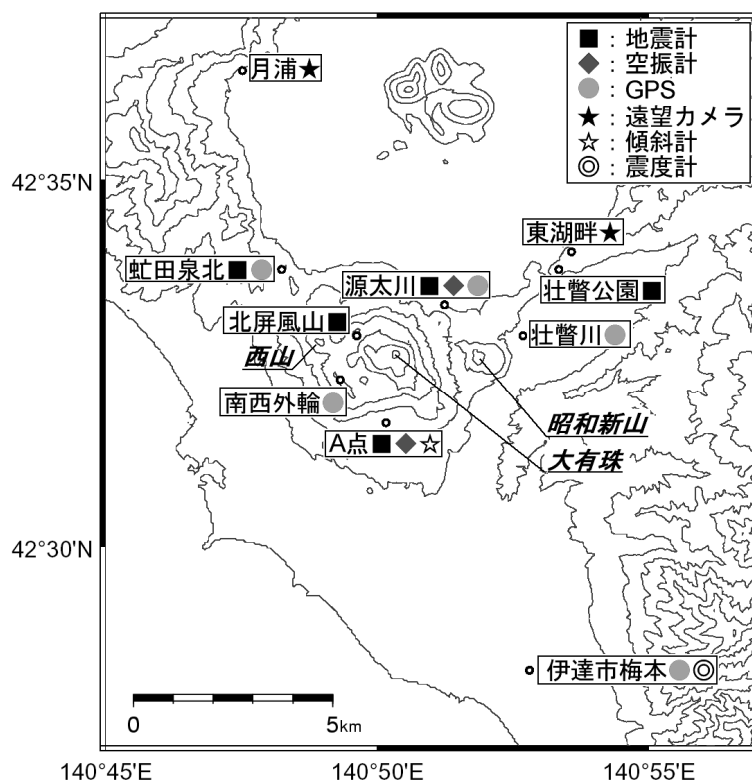 ■：地震計
◆：空振計
●：GPS
★：遠望カメラ
☆：傾斜計
◎：震度計
月浦★
42°35'N
東湖畔★
虻田泉北■●
源太川■◆●
壮瞥公園■
北屏風山■
壮瞥川●
西山
南西外輪●
昭和新山
A点■◆☆
大有珠
42°30'N
伊達市梅本●◎
0
5km
140°45'E
140°50'E
140°55'E